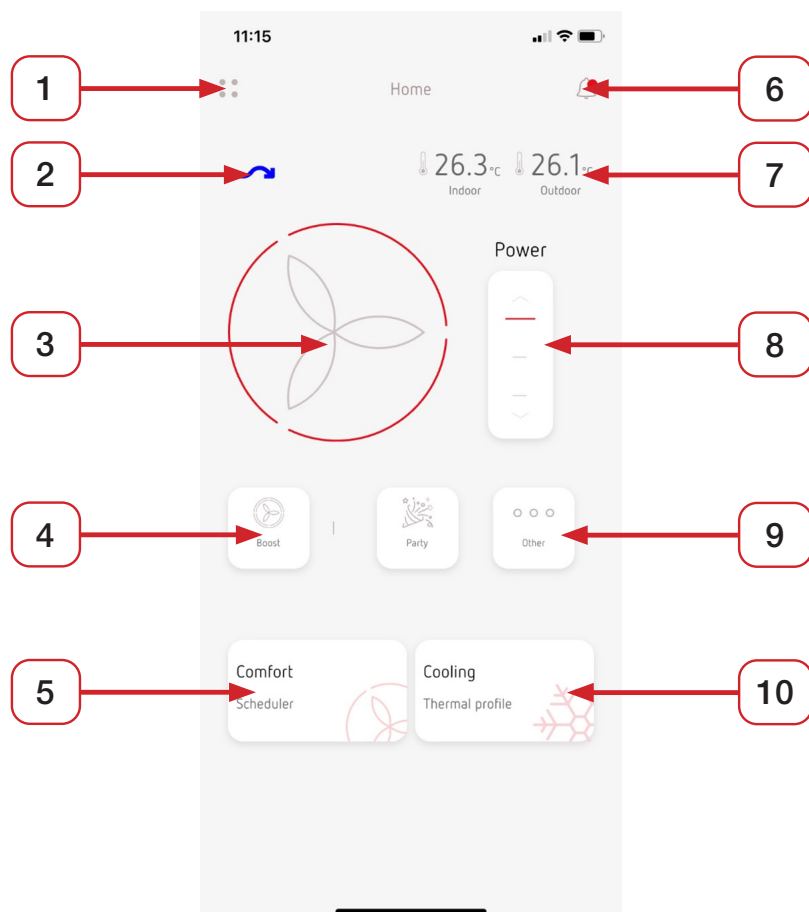 11:15
1
Home
6
2
26.3 °C
26.1 °C
7
Indoor
Outdoor
Power
3
8
4
Boost
Party
Other
9
Comfort
Cooling
5
Scheduler
Thermal profile
10